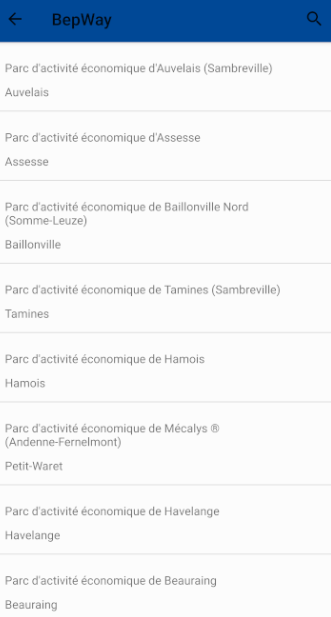 BepWay
Parc d'activité économique d'Auvelais (Sambreville)
Auvelais
Parc d'activité économique d'Assesse
Assesse
Parc d'activité économique de Baillonville Nord
(Somme-Leuze)
Baillonville
Parc d'activité économique de Tamines (Sambreville)
Tamines
Parc d'activité économique de Hamois
Hamois
Parc d'activité économique de Mécalys ®
(Andenne-Fernelmont)
Petit-Waret
Parc d'activité économique de Havelange
Havelange
Parc d'activité économique de Beauraing
Beauraing